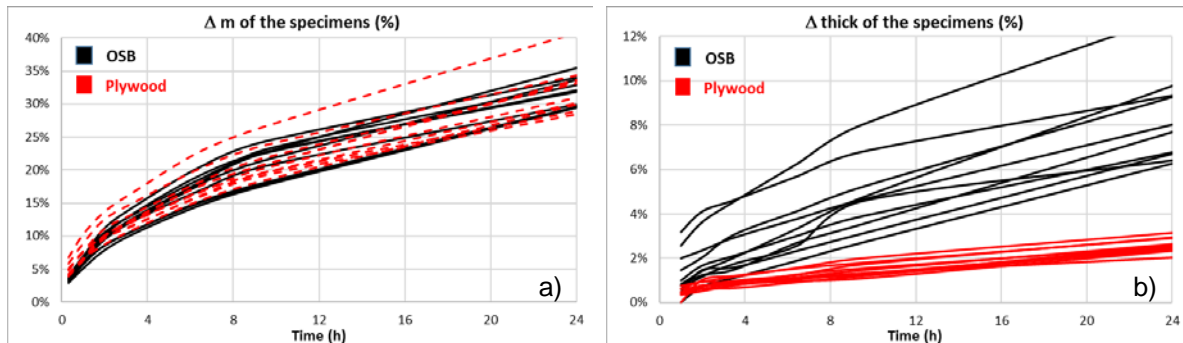 Δ m of the specimens (%)
40%
35%
30%
25%
20%
15%
10%
5%
0%
OSB
Plywood
a)
0 4 8 12 16 20 24
Time (h)
Δ thick of the specimens (%)
12%
10%
8%
6%
4%
2%
0%
OSB
Plywood
b)
0 4 8 12 16 20 24
Time (h)